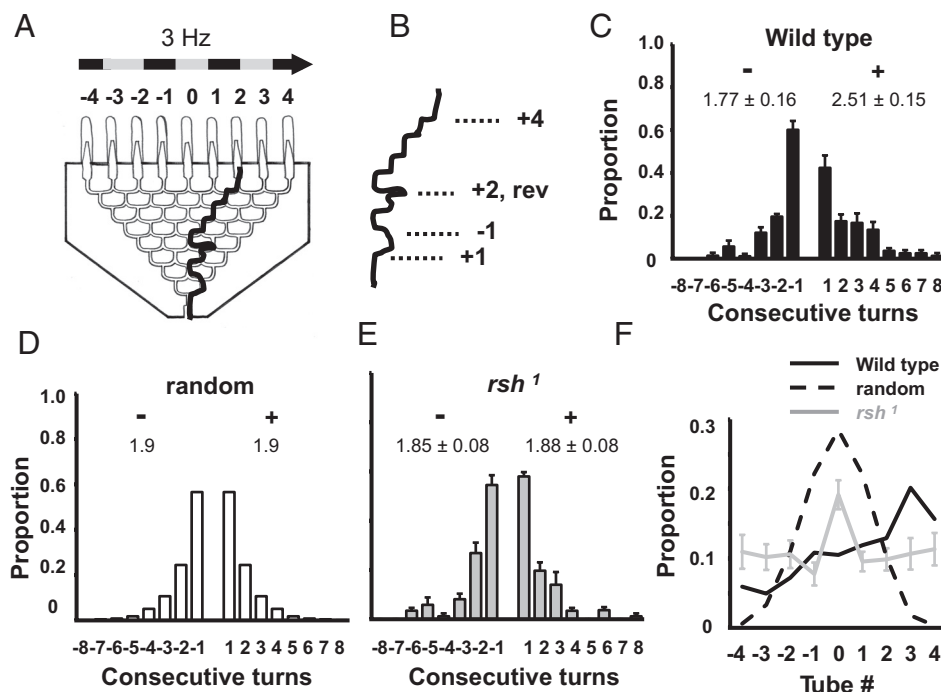 A
3 Hz
-4 -3 -2 -1 0 1 2 3 4
B
+4
+2, rev
-1
+1
C
Wild type
- +
1.77 ± 0.16 2.51 ± 0.15
Proportion
1.0
0.8
0.6
0.4
0.2
0
-8-7-6-5-4-3-2-1 1 2 3 4 5 6 7 8
Consecutive turns
D
random
- +
1.9 1.9
Proportion
1.0
0.8
0.6
0.4
0.2
0
-8-7-6-5-4-3-2-1 1 2 3 4 5 6 7 8
Consecutive turns
E
rsh 1
- +
1.85 ± 0.08 1.88 ± 0.08
-8-7-6-5-4-3-2-1 1 2 3 4 5 6 7 8
Consecutive turns
F
Wild type
random
rsh 1
Proportion
0.3
0.2
0.1
0
-4 -3 -2 -1 0 1 2 3 4
Tube #